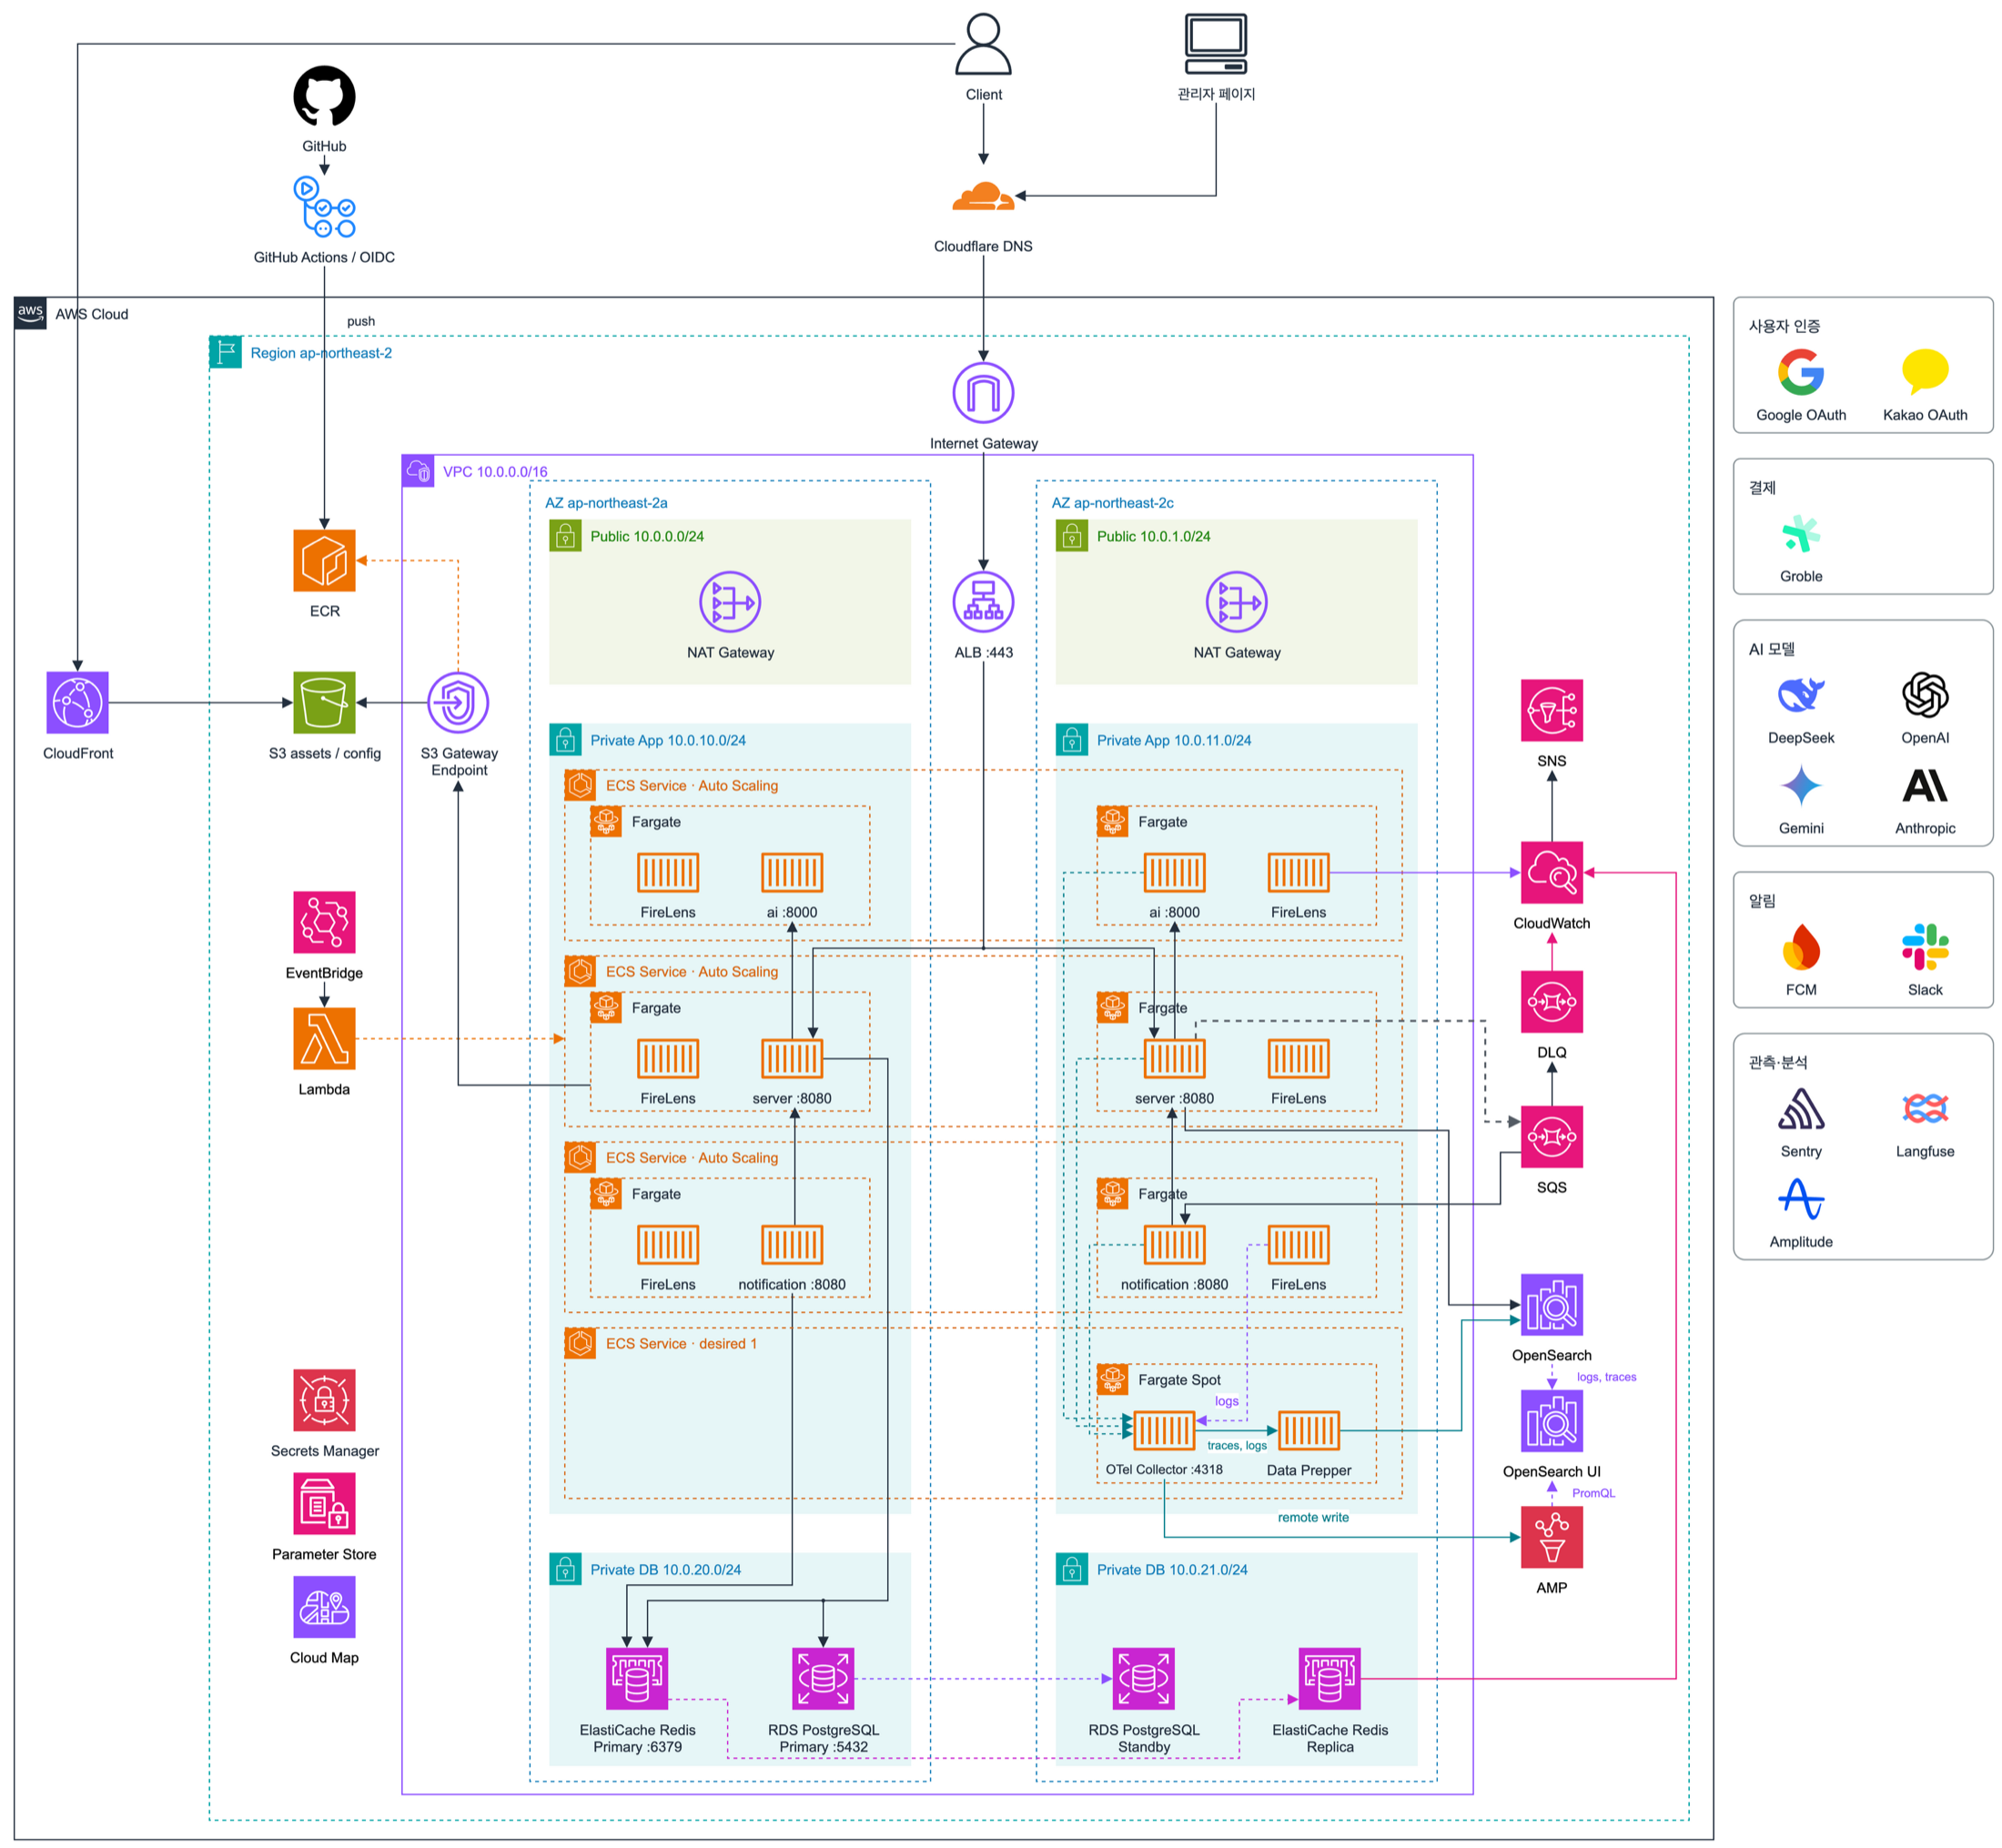 Client
관리자 페이지
GitHub
GitHub Actions / OIDC
Cloudflare DNS
aws
AWS Cloud
push
Region ap-northeast-2
Internet Gateway
VPC 10.0.0.0/16
AZ ap-northeast-2a
AZ ap-northeast-2c
Public 10.0.0.0/24
Public 10.0.1.0/24
ECR
NAT Gateway
ALB :443
NAT Gateway
CloudFront
S3 assets / config
S3 Gateway
Endpoint
Private App 10.0.10.0/24
Private App 10.0.11.0/24
SNS
ECS Service · Auto Scaling
Fargate
Fargate
FireLens
ai :8000
ai :8000
FireLens
CloudWatch
EventBridge
ECS Service · Auto Scaling
Fargate
Fargate
DLQ
Lambda
FireLens
server :8080
server :8080
FireLens
ECS Service · Auto Scaling
SQS
Fargate
Fargate
FireLens
notification :8080
notification :8080
FireLens
ECS Service · desired 1
OpenSearch
logs, traces
Fargate Spot
logs
Secrets Manager
traces, logs
OTel Collector :4318
Data Prepper
OpenSearch UI
PromQL
remote write
Parameter Store
Private DB 10.0.20.0/24
Private DB 10.0.21.0/24
AMP
Cloud Map
ElastiCache Redis
Primary :6379
RDS PostgreSQL
Primary :5432
RDS PostgreSQL
Standby
ElastiCache Redis
Replica
사용자 인증
Google OAuth
Kakao OAuth
결제
Groble
AI 모델
DeepSeek
OpenAI
Gemini
Anthropic
알림
FCM
Slack
관측·분석
Sentry
Langfuse
Amplitude